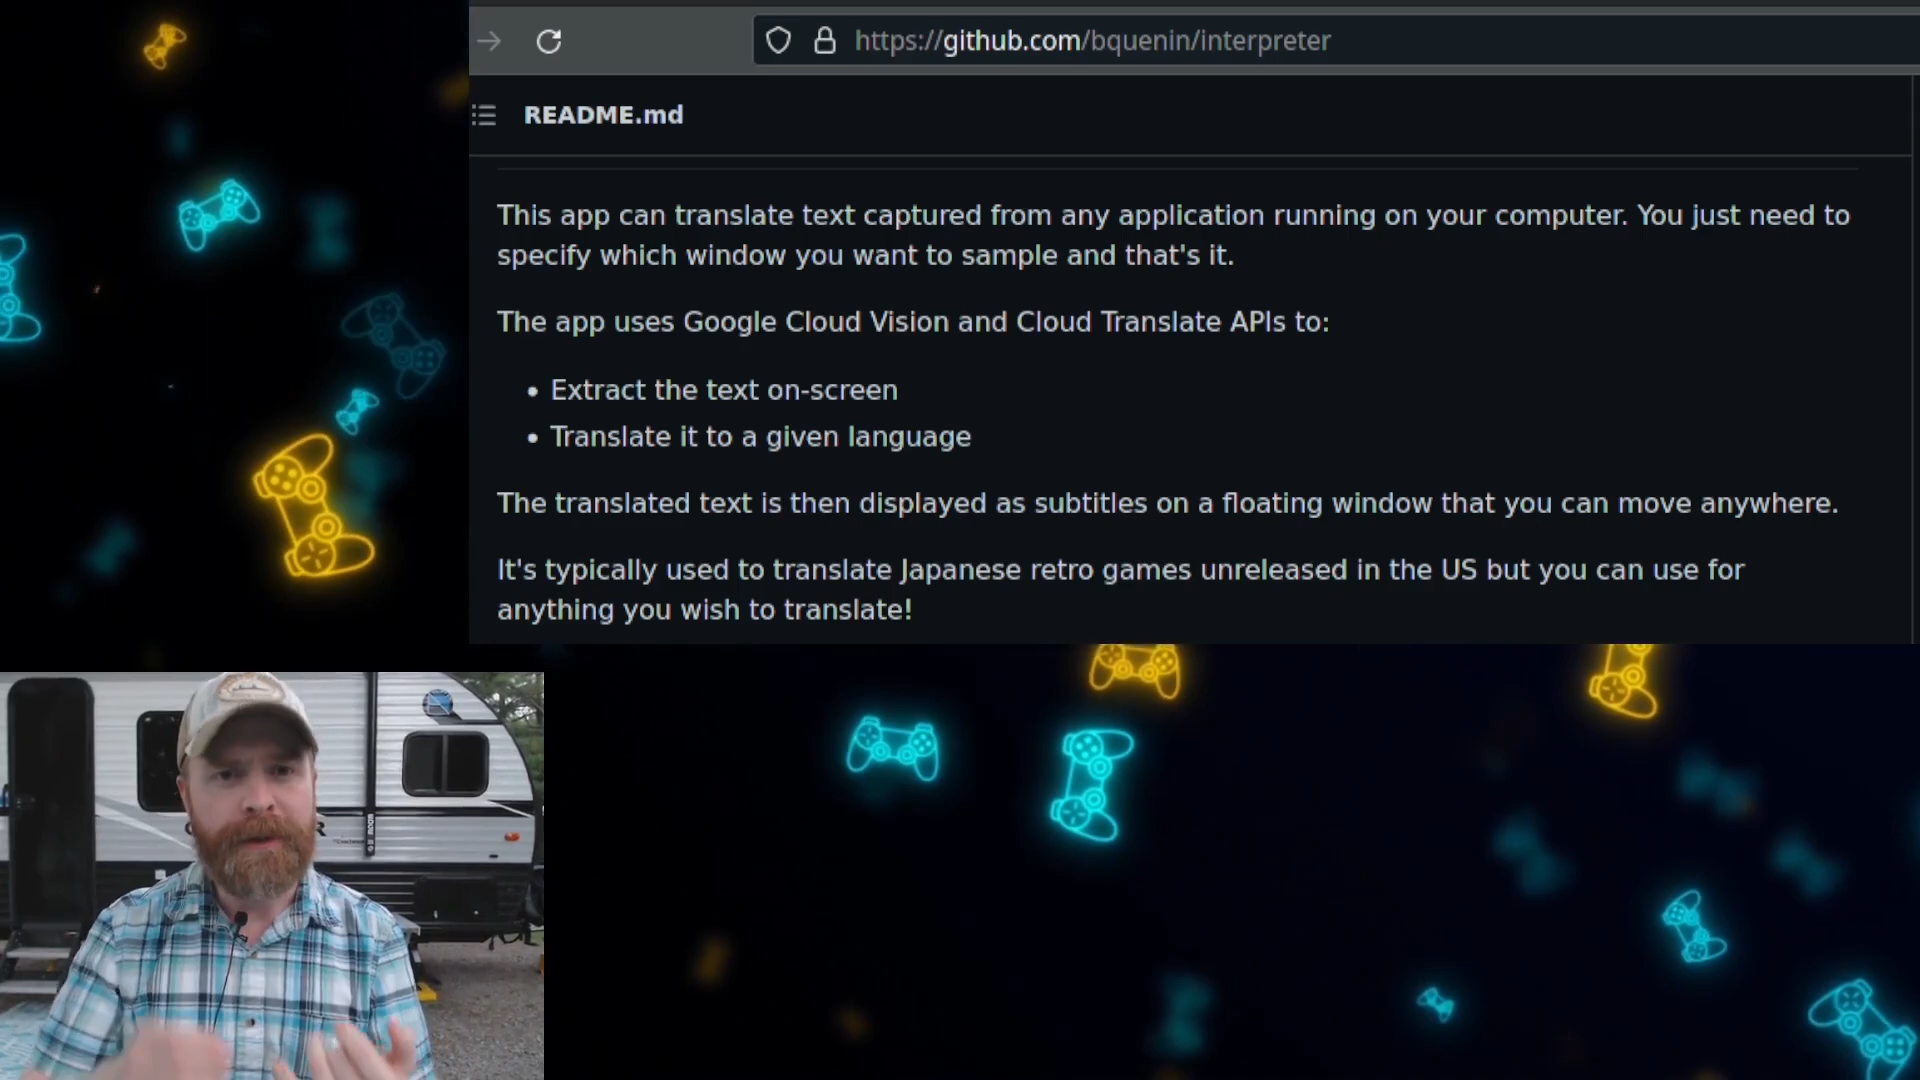 https://github.com/bquenin/interpreter
README.md
This app can translate text captured from any application running on your computer. You just need to
specify which window you want to sample and that's it.
The app uses Google Cloud Vision and Cloud Translate APIs to:
• Extract the text on-screen
• Translate it to a given language
The translated text is then displayed as subtitles on a floating window that you can move anywhere.
It's typically used to translate Japanese retro games unreleased in the US but you can use for
anything you wish to translate!